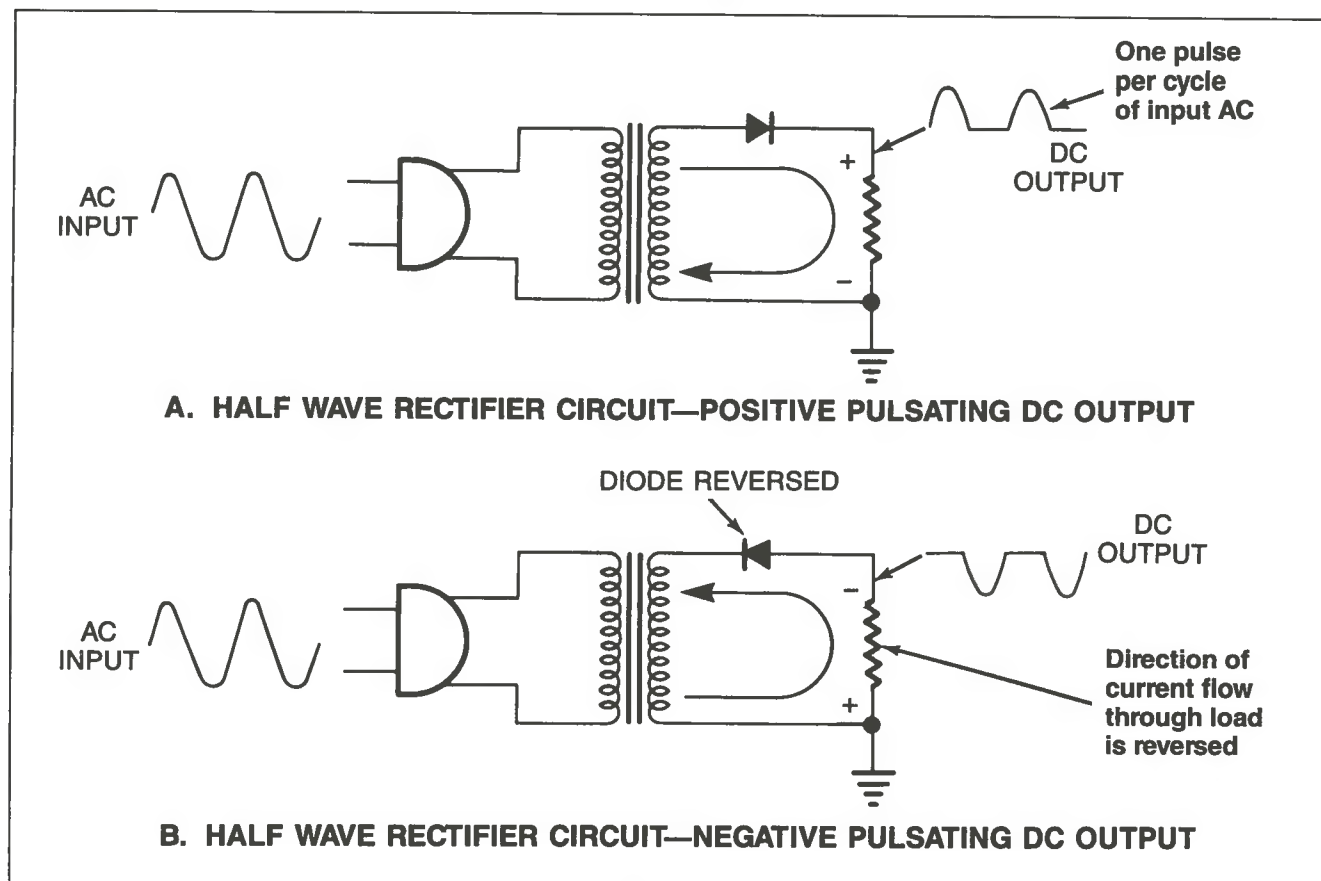 One pulse
per cycle
of input AC
AC
INPUT
+
DC
OUTPUT
−
A. HALF WAVE RECTIFIER CIRCUIT—POSITIVE PULSATING DC OUTPUT
DIODE REVERSED
DC
OUTPUT
−
AC
INPUT
Direction of
current flow
through load
is reversed
+
B. HALF WAVE RECTIFIER CIRCUIT—NEGATIVE PULSATING DC OUTPUT